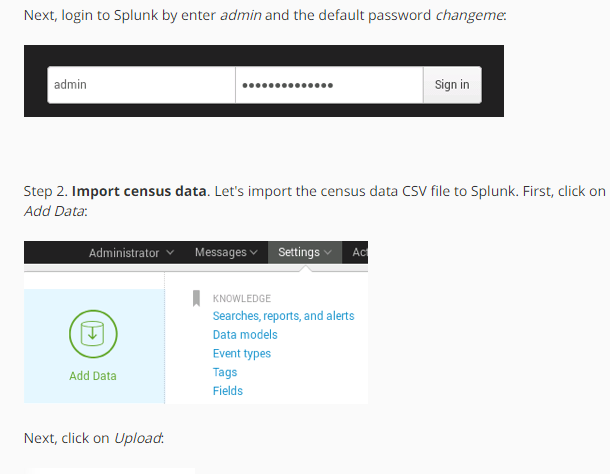 Next, login to Splunk by enter admin and the default password changeme:
admin
••••••••••••••
Sign in
Step 2. Import census data. Let's import the census data CSV file to Splunk. First, click on
Add Data:
Administrator Messages Settings Act
KNOWLEDGE
Searches, reports, and alerts
Data models
Event types
Tags
Fields
Add Data
Next, click on Upload: